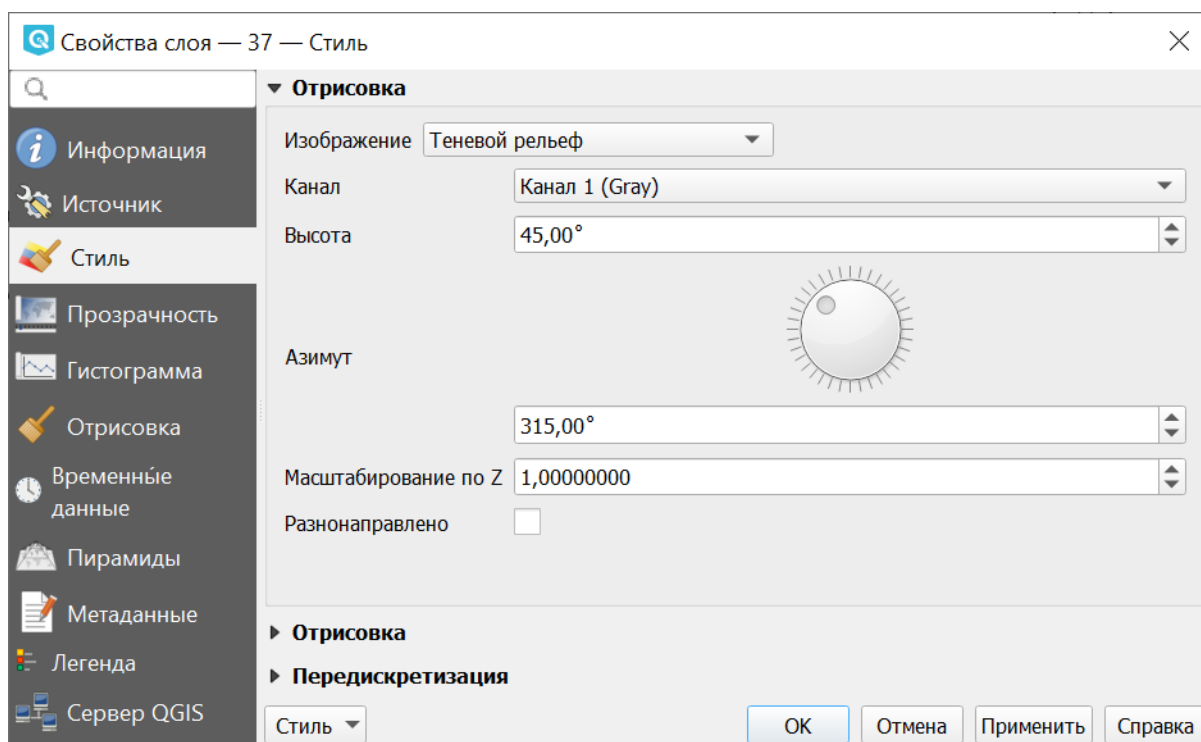 Свойства слоя — 37 — Стиль
Информация
Источник
Стиль
Прозрачность
Гистограмма
Отрисовка
Временны́е
данные
Пирамиды
Метаданные
Легенда
Сервер QGIS
Отрисовка
Изображение Теневой рельеф
Канал Канал 1 (Gray)
Высота 45,00°
Азимут
315,00°
Масштабирование по Z 1,00000000
Разнонаправлено
Отрисовка
Передискретизация
Стиль OK Отмена Применить Справка